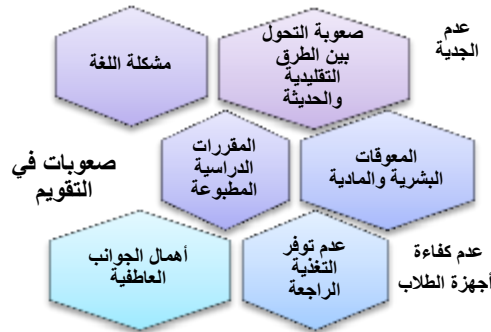 عدم
الجدية
صعوبة التحول
بين الطرق
التقليدية
والحديثة
مشكلة اللغة
المعوقات
البشرية والمادية
المقررات
الدراسية
المطبوعة
صعوبات في
التقويم
عدم كفاءة
أجهزة الطلاب
عدم توفر
التغذية
الراجعة
أهمال الجوانب
العاطفية